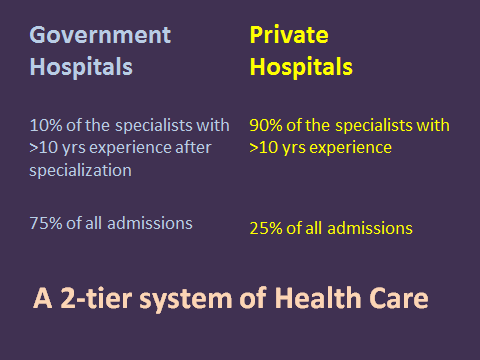 Government
Hospitals
10% of the specialists with
>10 yrs experience after
specialization
75% of all admissions
Private
Hospitals
90% of the specialists with
>10 yrs experience
25% of all admissions
A 2-tier system of Health Care